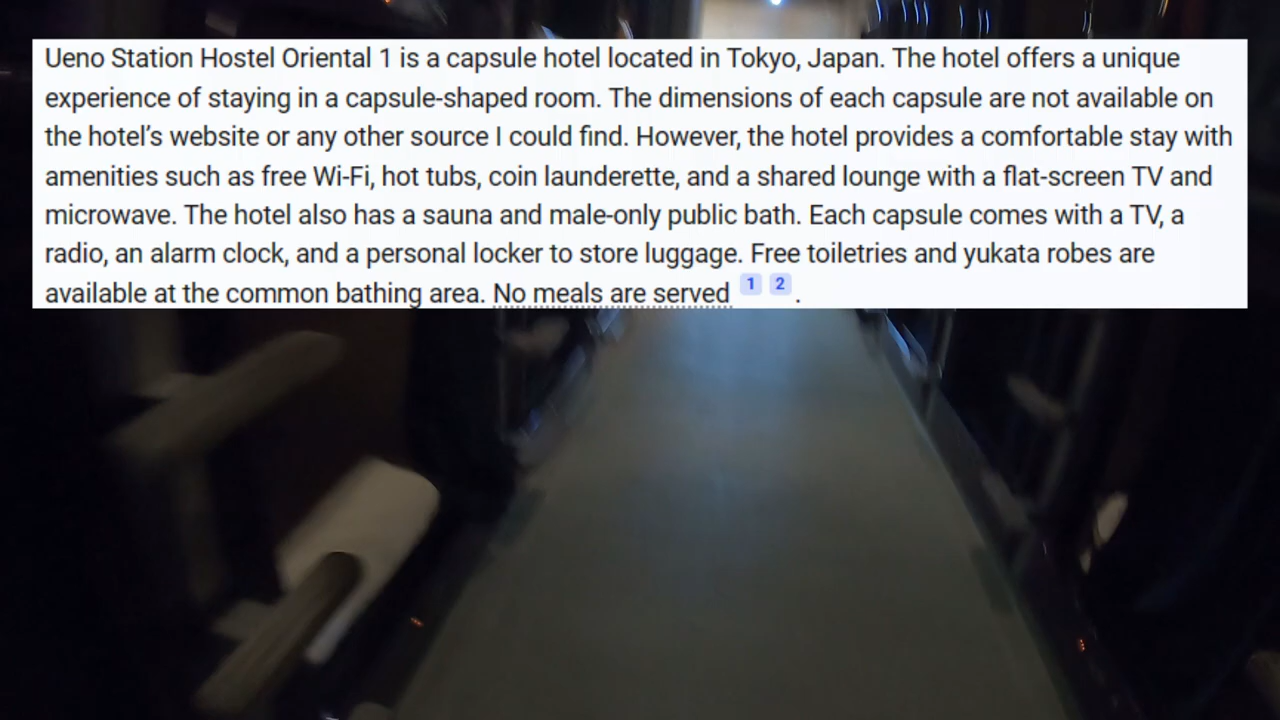 Ueno Station Hostel Oriental 1 is a capsule hotel located in Tokyo, Japan. The hotel offers a unique
experience of staying in a capsule-shaped room. The dimensions of each capsule are not available on
the hotel’s website or any other source I could find. However, the hotel provides a comfortable stay with
amenities such as free Wi-Fi, hot tubs, coin launderette, and a shared lounge with a flat-screen TV and
microwave. The hotel also has a sauna and male-only public bath. Each capsule comes with a TV, a
radio, an alarm clock, and a personal locker to store luggage. Free toiletries and yukata robes are
available at the common bathing area. No meals are served 1 2 .